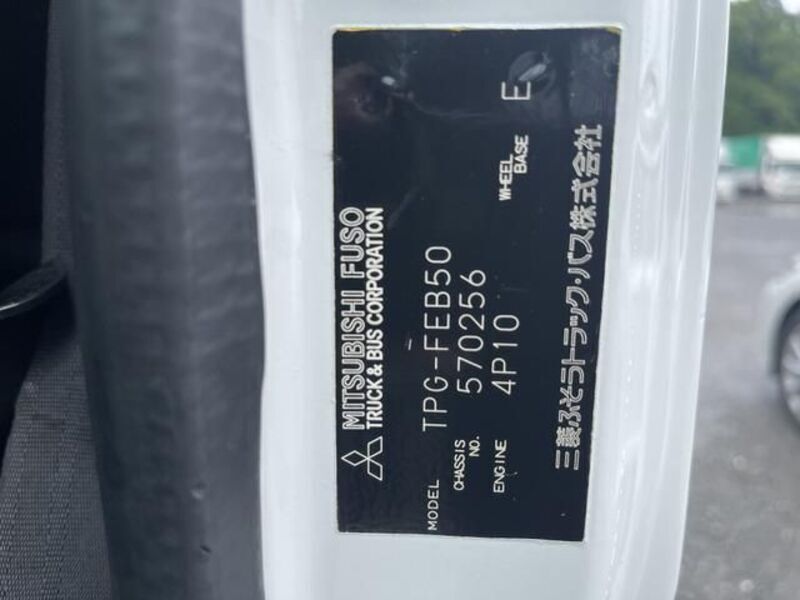 MITSUBISHI FUSO
TRUCK & BUS CORPORATION
MODEL TPG-FEB50
CHASSIS NO. 570256
ENGINE 4P10 WHEEL BASE E
三菱ふそうトラック・バス株式会社